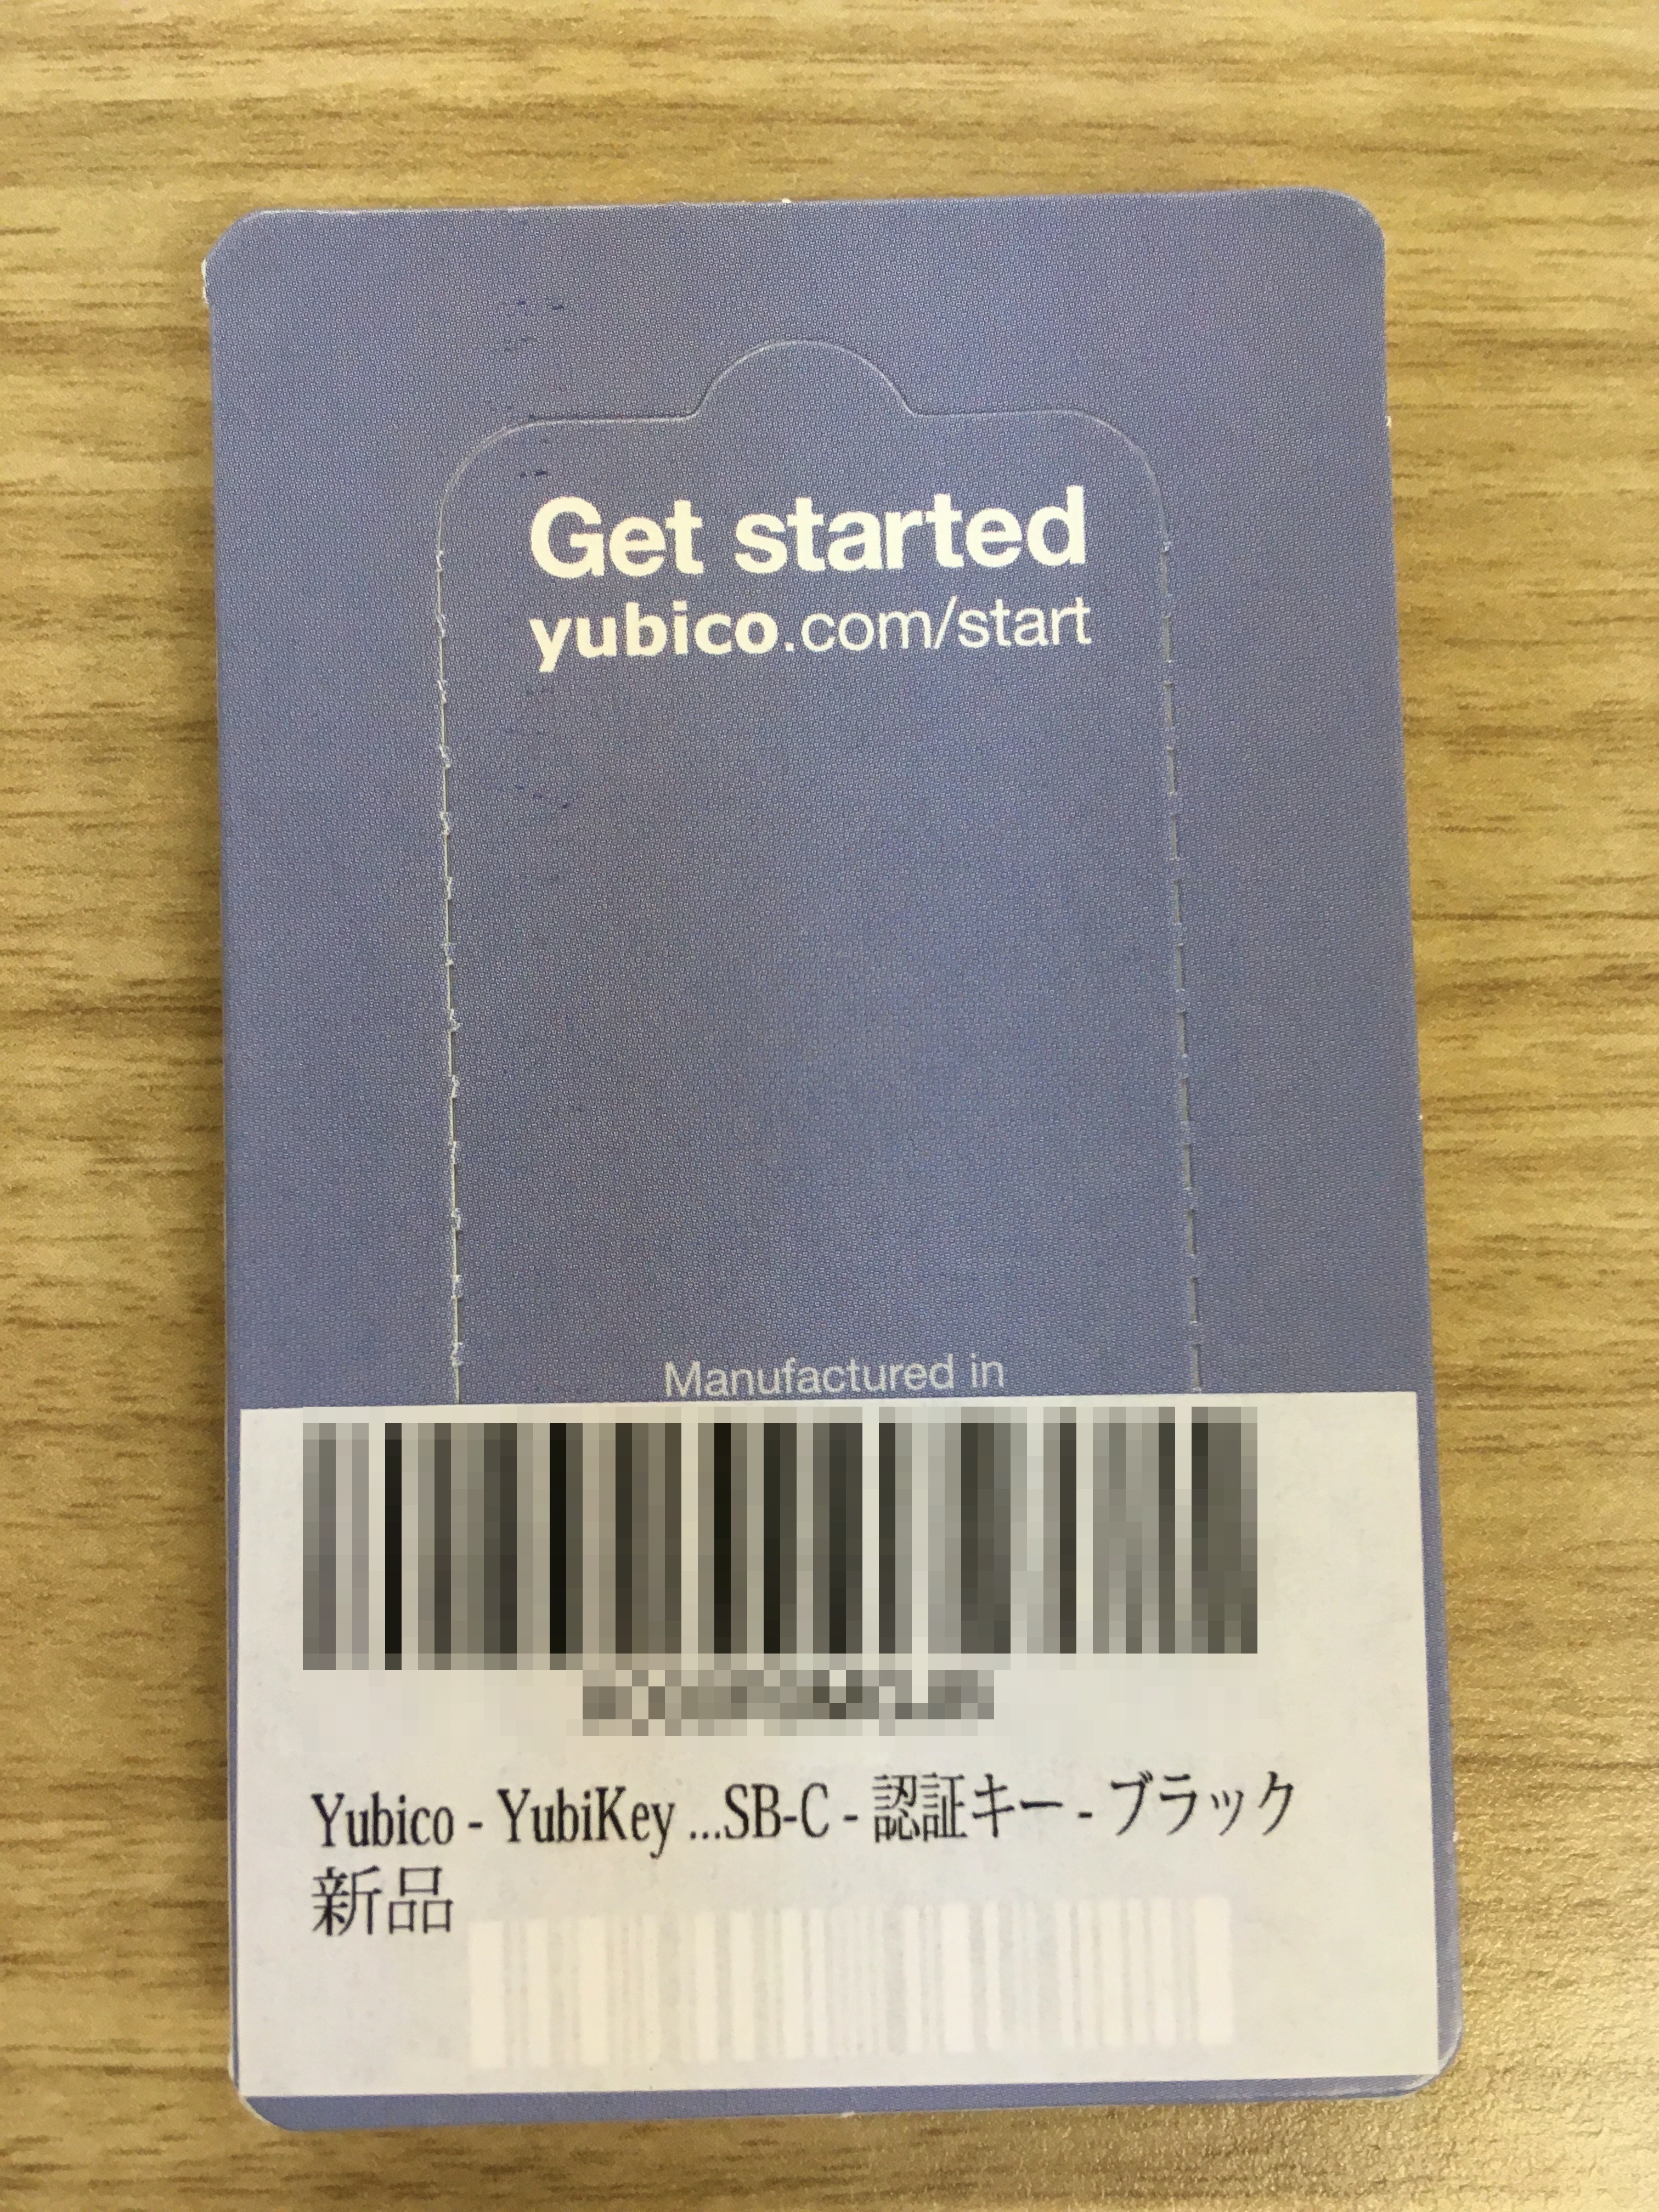 Get started
yubico.com/start
Manufactured in
Yubico - YubiKey ...SB-C - 認証キー - ブラック
新品